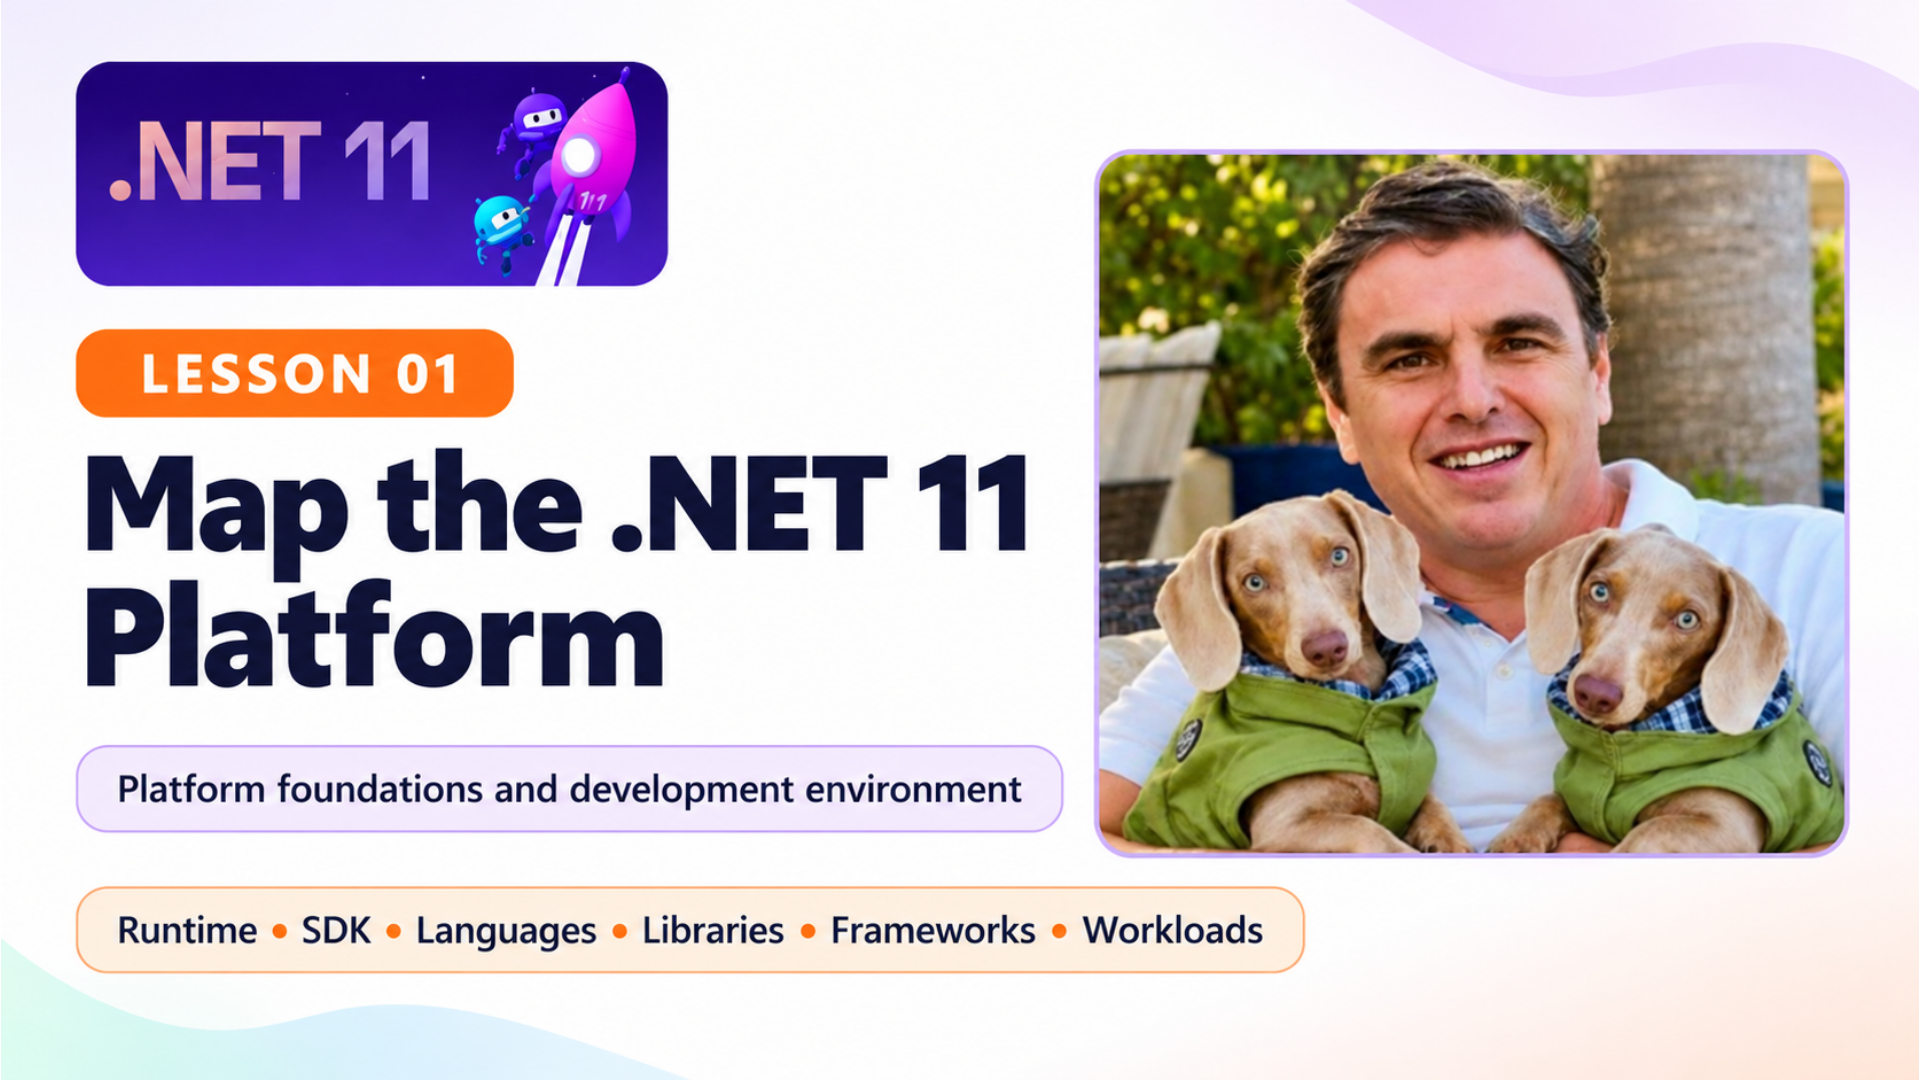 .NET 11
11
LESSON 01
Map the .NET 11
Platform
Platform foundations and development environment
Runtime • SDK • Languages • Libraries • Frameworks • Workloads